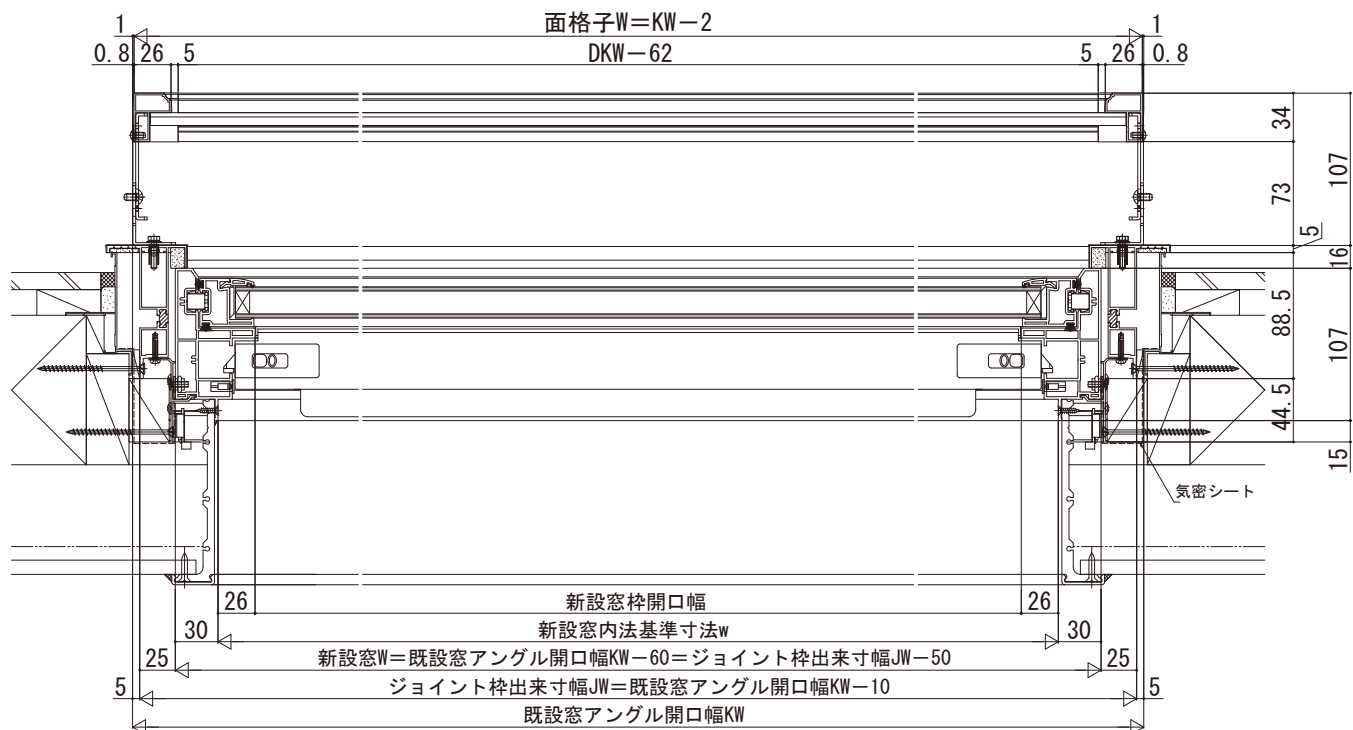 1 面格子W=KW-2 1
0.8 26 5 DKW-62 5 26 0.8
34
107
73
5
16
88.5
107
44.5
15
気密シート
26 新設窓枠開口幅 26
30 新設窓内法基準寸法w 30
25 新設窓W=既設窓アングル開口幅KW-60=ジョイント枠出来寸幅JW-50 25
5 ジョイント枠出来寸幅JW=既設窓アングル開口幅KW-10 5
既設窓アングル開口幅KW